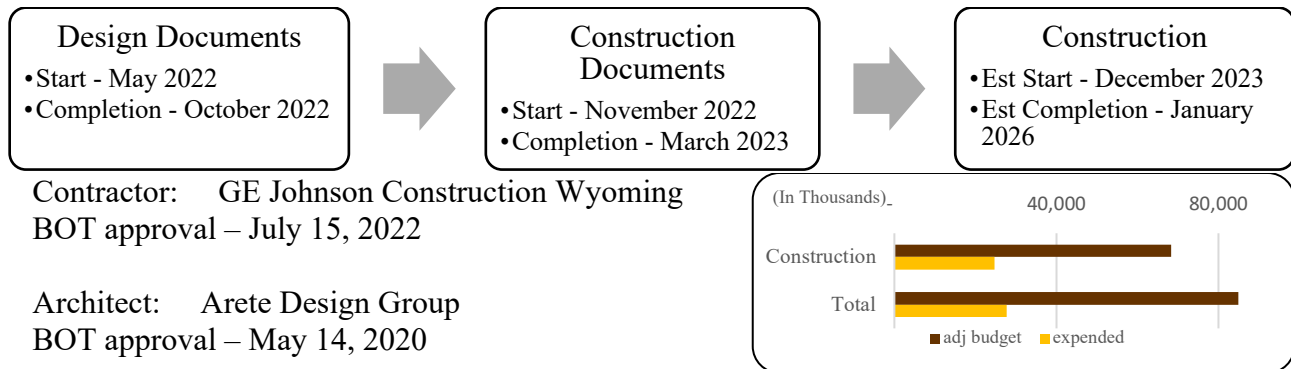 Design Documents
•Start - May 2022
•Completion - October 2022
Construction
Documents
•Start - November 2022
•Completion - March 2023
Construction
•Est Start - December 2023
•Est Completion - January
2026
Contractor: GE Johnson Construction Wyoming
BOT approval – July 15, 2022
Architect: Arete Design Group
BOT approval – May 14, 2020
(In Thousands) - 40,000 80,000
Construction
Total
adj budget expended